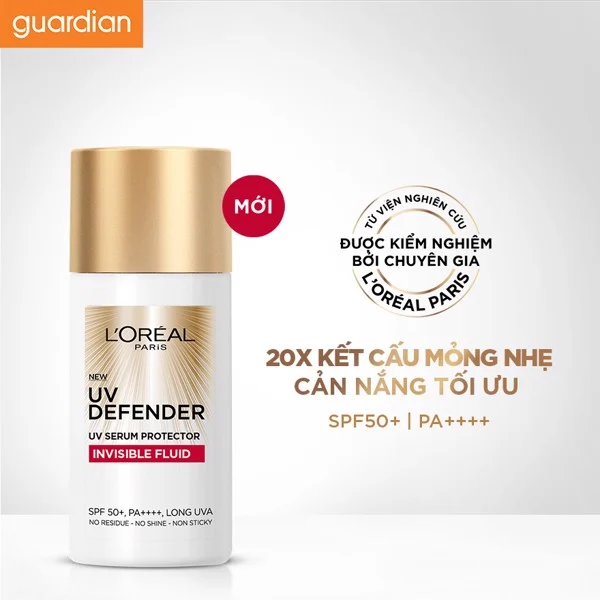 guardian
MỚI
TỪ VIỆN NGHIÊN CỨU
ĐƯỢC KIỂM NGHIỆM
BỞI CHUYÊN GIA
L'ORÉAL PARIS
20X KẾT CẤU MỎNG NHẸ
CẢN NẮNG TỐI ƯU
SPF50+ | PA++++
L'ORÉAL
PARIS
NEW
UV
DEFENDER
UV SERUM PROTECTOR
INVISIBLE FLUID
SPF 50+, PA++++, LONG UVA
NO RESIDUE - NO SHINE - NON STICKY